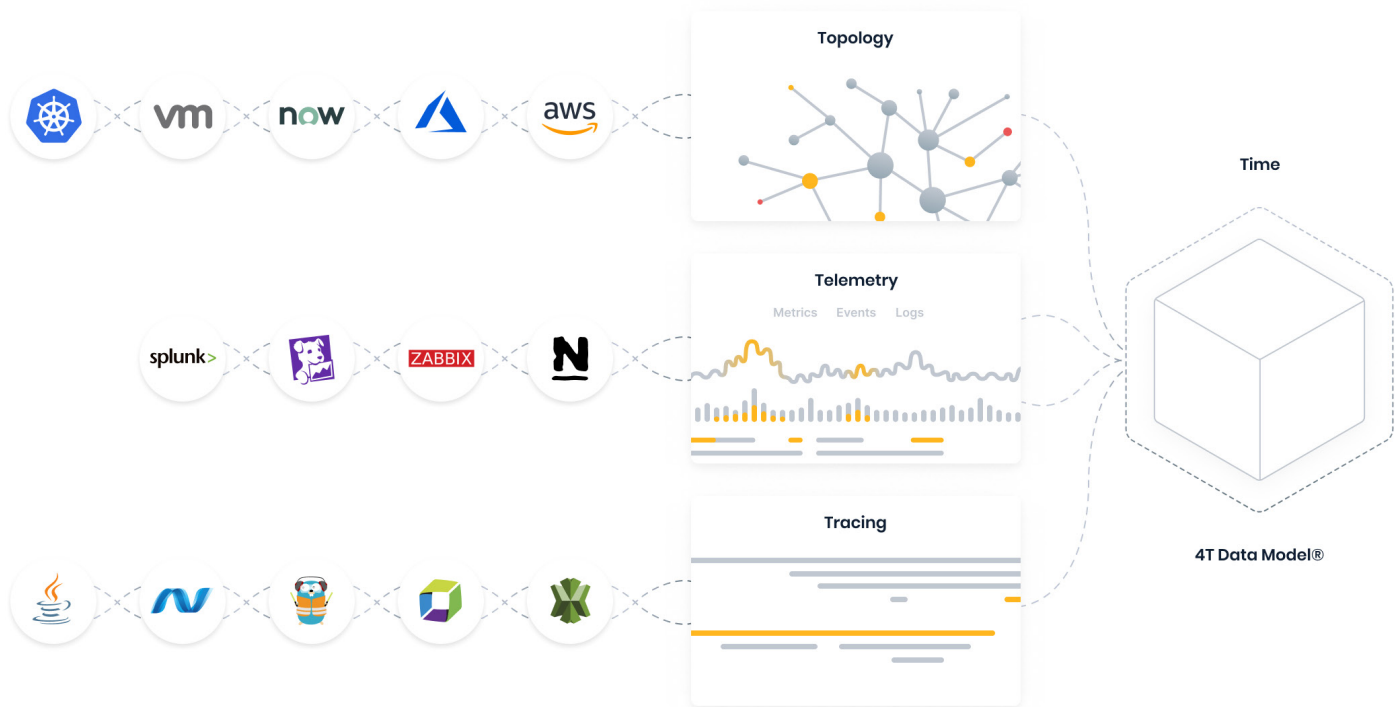 Topology
vm
now
aws
Time
Telemetry
Metrics Events Logs
splunk>
ZABBIX
N
Tracing
4T Data Model®